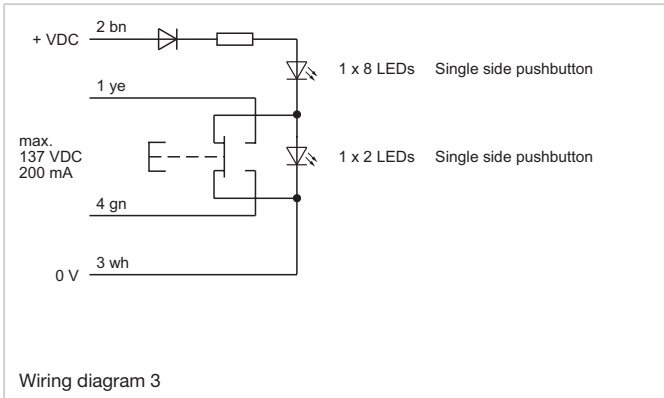 2 bn
+ VDC
1 x 8 LEDs Single side pushbutton
1 ye
max.
137 VDC
200 mA
1 x 2 LEDs Single side pushbutton
4 gn
3 wh
0 V
Wiring diagram 3